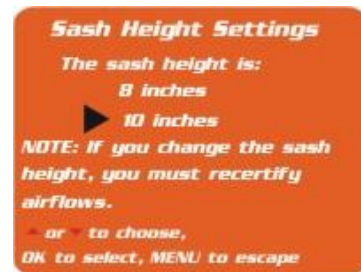 Sash Height Settings
The sash height is:
8 inches
10 inches
NOTE: If you change the sash
height, you must recertify
airflows.
or to choose,
OK to select, MENU to escape